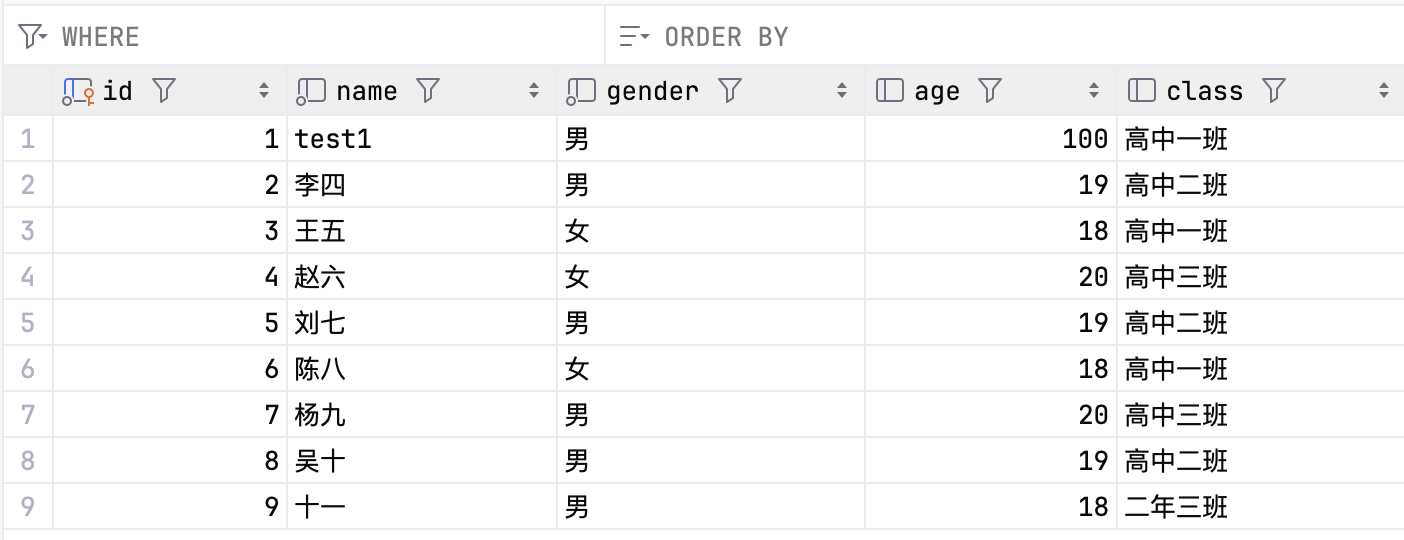 WHERE ORDER BY
id name gender age class
1 1 test1 男 100 高中一班
2 2 李四 男 19 高中二班
3 3 王五 女 18 高中一班
4 4 赵六 女 20 高中三班
5 5 刘七 男 19 高中二班
6 6 陈八 女 18 高中一班
7 7 杨九 男 20 高中三班
8 8 吴十 男 19 高中二班
9 9 十一 男 18 二年三班